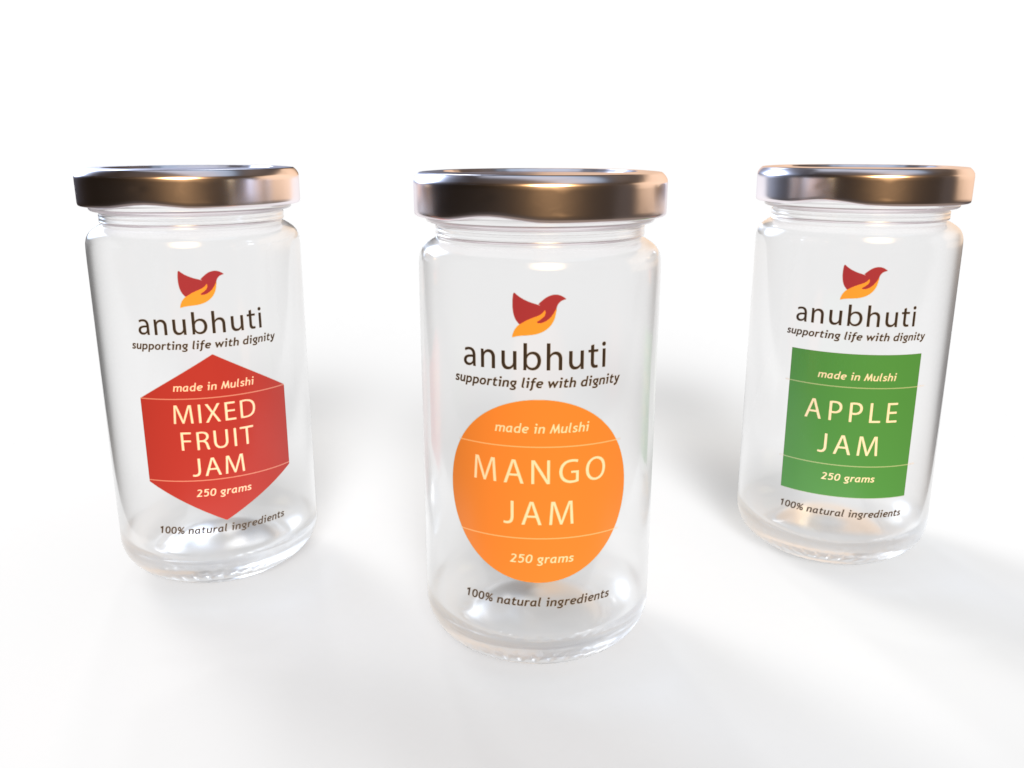 anubhuti
supporting life with dignity
made in Mulshi
MIXED
FRUIT
JAM
250 grams
100% natural ingredients
anubhuti
supporting life with dignity
made in Mulshi
MANGO
JAM
250 grams
100% natural ingredients
anubhuti
supporting life with dignity
made in Mulshi
APPLE
JAM
250 grams
100% natural ingredients